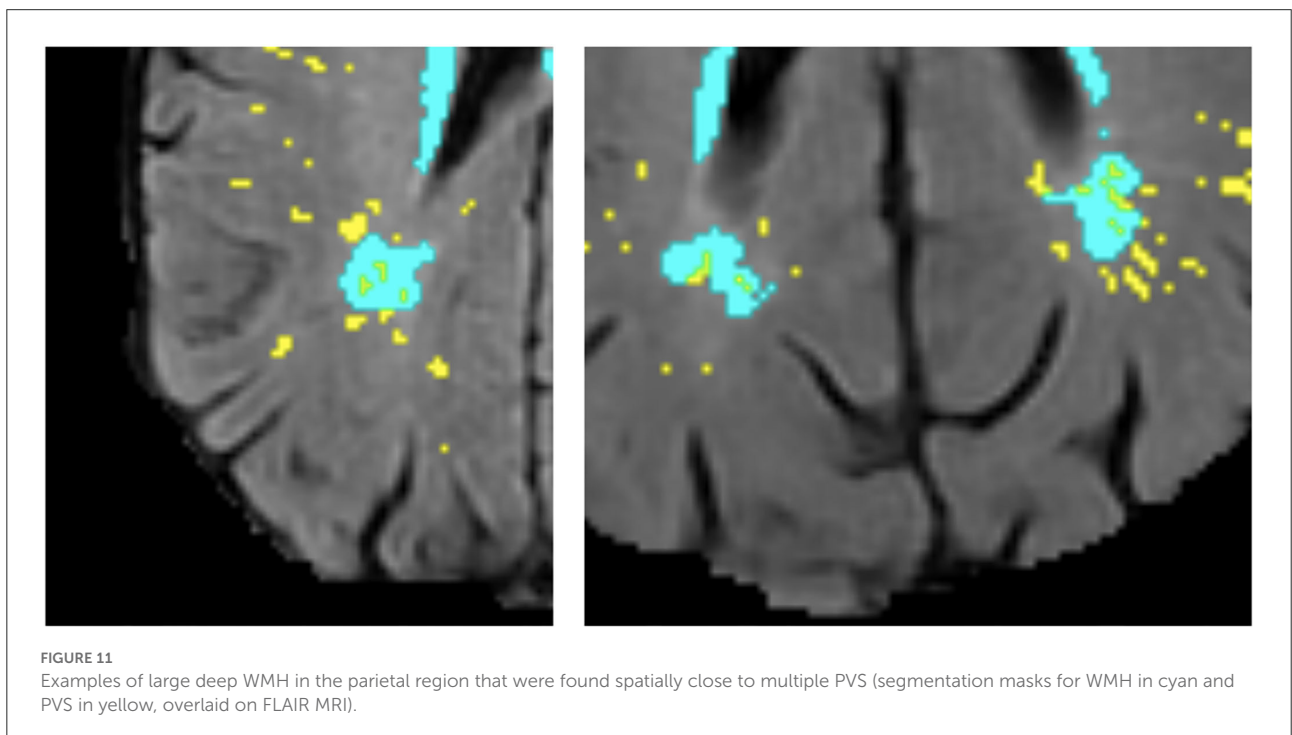 FIGURE 11
Examples of large deep WMH in the parietal region that were found spatially close to multiple PVS (segmentation masks for WMH in cyan and
PVS in yellow, overlaid on FLAIR MRI).